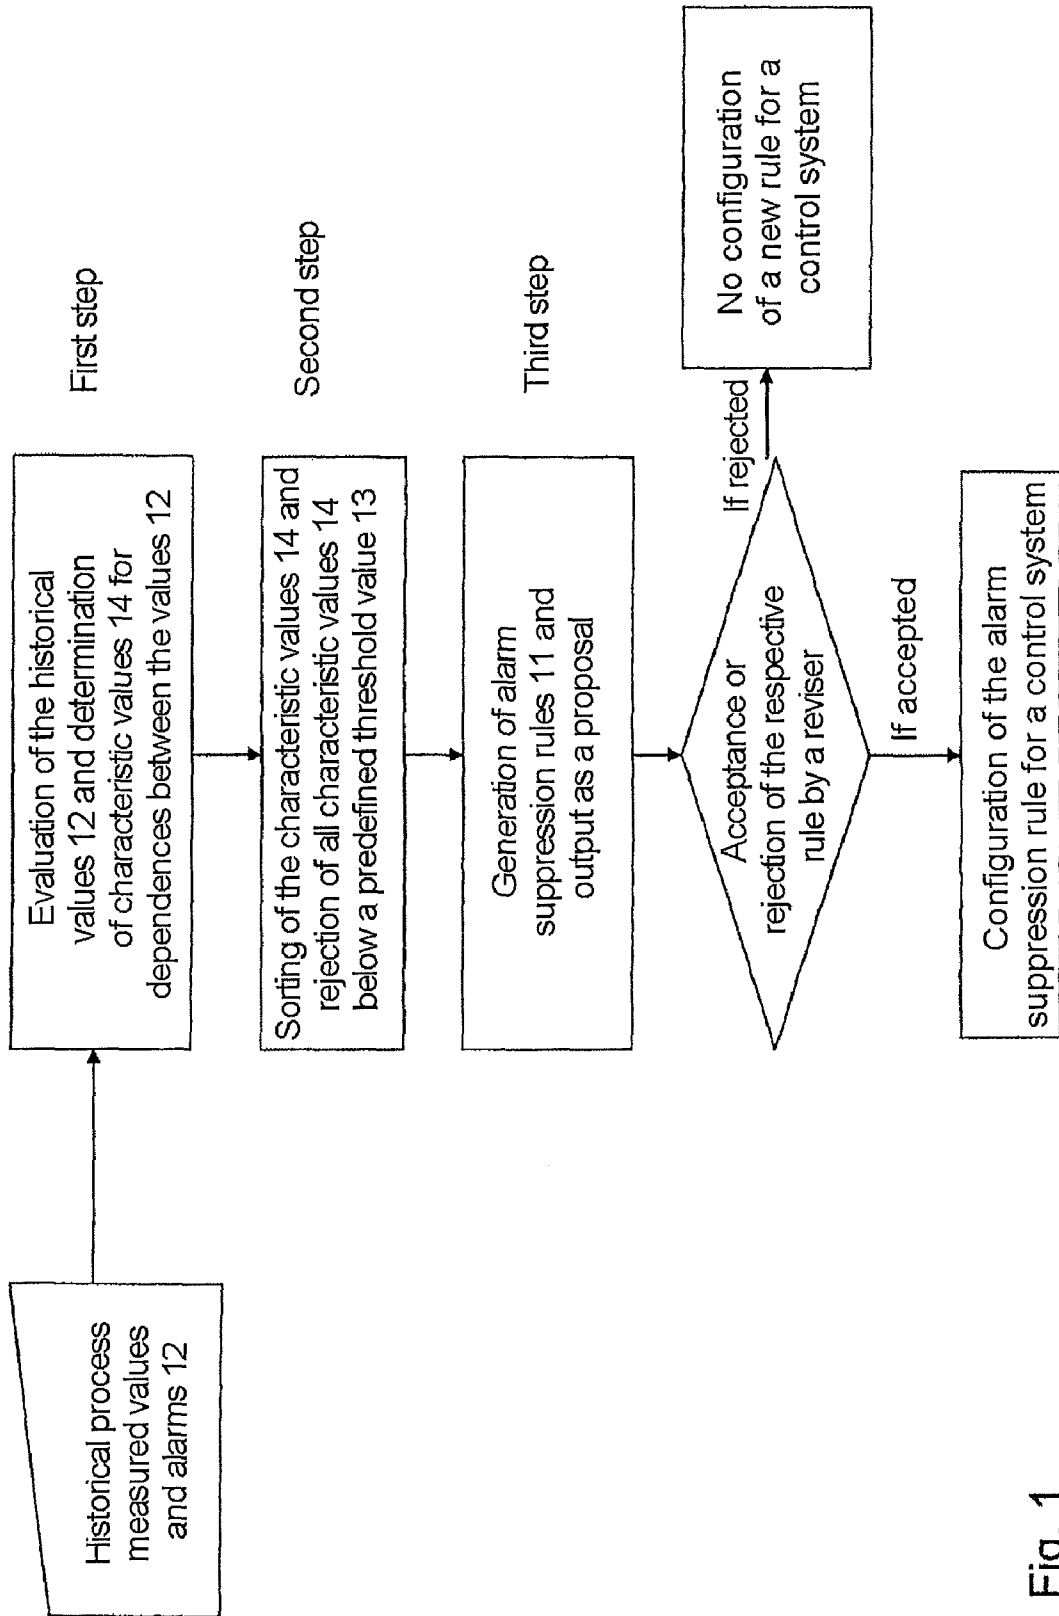 Historical process
measured values
and alarms 12
Evaluation of the historical
values 12 and determination
of characteristic values 14 for
dependences between the values 12
First step
Sorting of the characteristic values 14 and
rejection of all characteristic values 14
below a predefined threshold value 13
Second step
Generation of alarm
suppression rules 11 and
output as a proposal
Third step
Acceptance or
rejection of the respective
rule by a reviser
If rejected
No configuration
of a new rule for a
control system
If accepted
Configuration of the alarm
suppression rule for a control system
Fig. 1